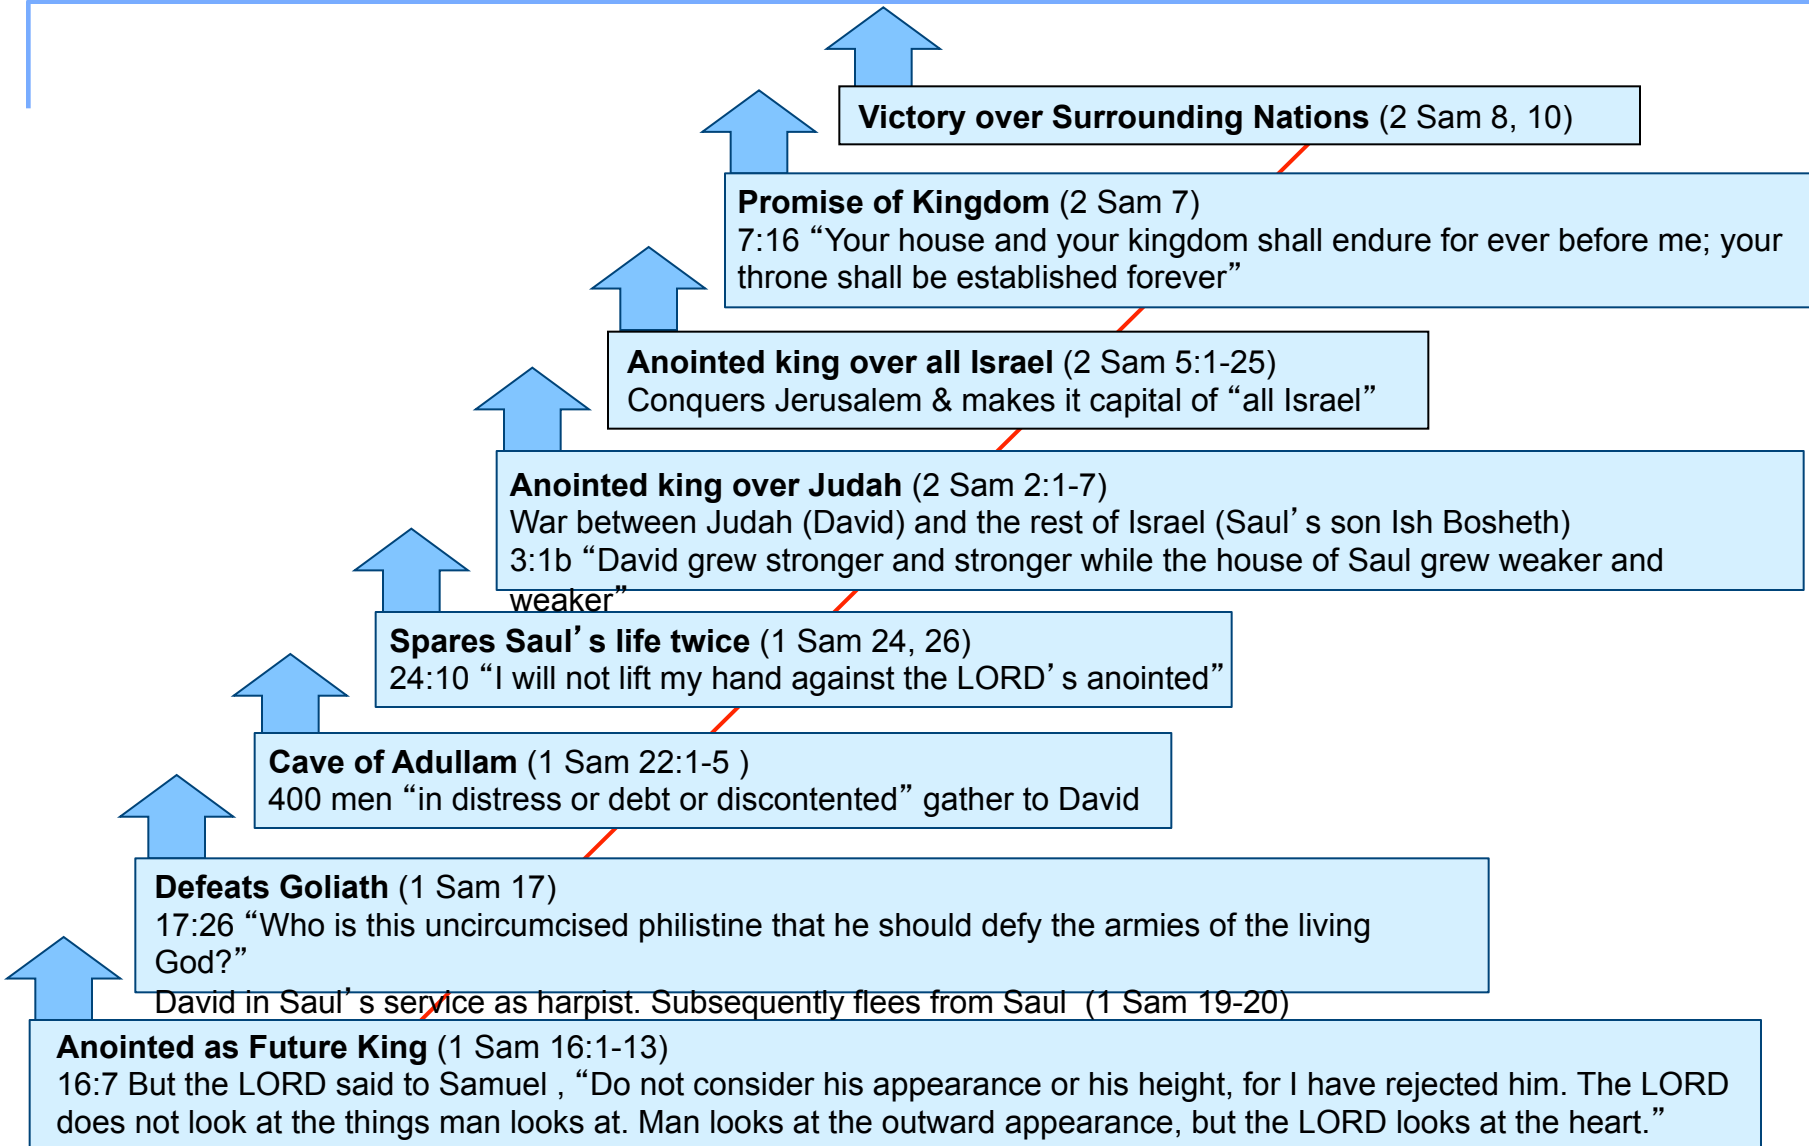 Victory over Surrounding Nations (2 Sam 8, 10)
Promise of Kingdom (2 Sam 7)
7:16 “Your house and your kingdom shall endure for ever before me; your
throne shall be established forever”
Anointed king over all Israel (2 Sam 5:1-25)
Conquers Jerusalem & makes it capital of “all Israel”
Anointed king over Judah (2 Sam 2:1-7)
War between Judah (David) and the rest of Israel (Saul’s son Ish Bosheth)
3:1b “David grew stronger and stronger while the house of Saul grew weaker and
weaker”
Spares Saul’s life twice (1 Sam 24, 26)
24:10 “I will not lift my hand against the LORD’s anointed”
Cave of Adullam (1 Sam 22:1-5 )
400 men “in distress or debt or discontented” gather to David
Defeats Goliath (1 Sam 17)
17:26 “Who is this uncircumcised philistine that he should defy the armies of the living
God?”
David in Saul’s service as harpist. Subsequently flees from Saul (1 Sam 19-20)
Anointed as Future King (1 Sam 16:1-13)
16:7 But the LORD said to Samuel , “Do not consider his appearance or his height, for I have rejected him. The LORD
does not look at the things man looks at. Man looks at the outward appearance, but the LORD looks at the heart.”